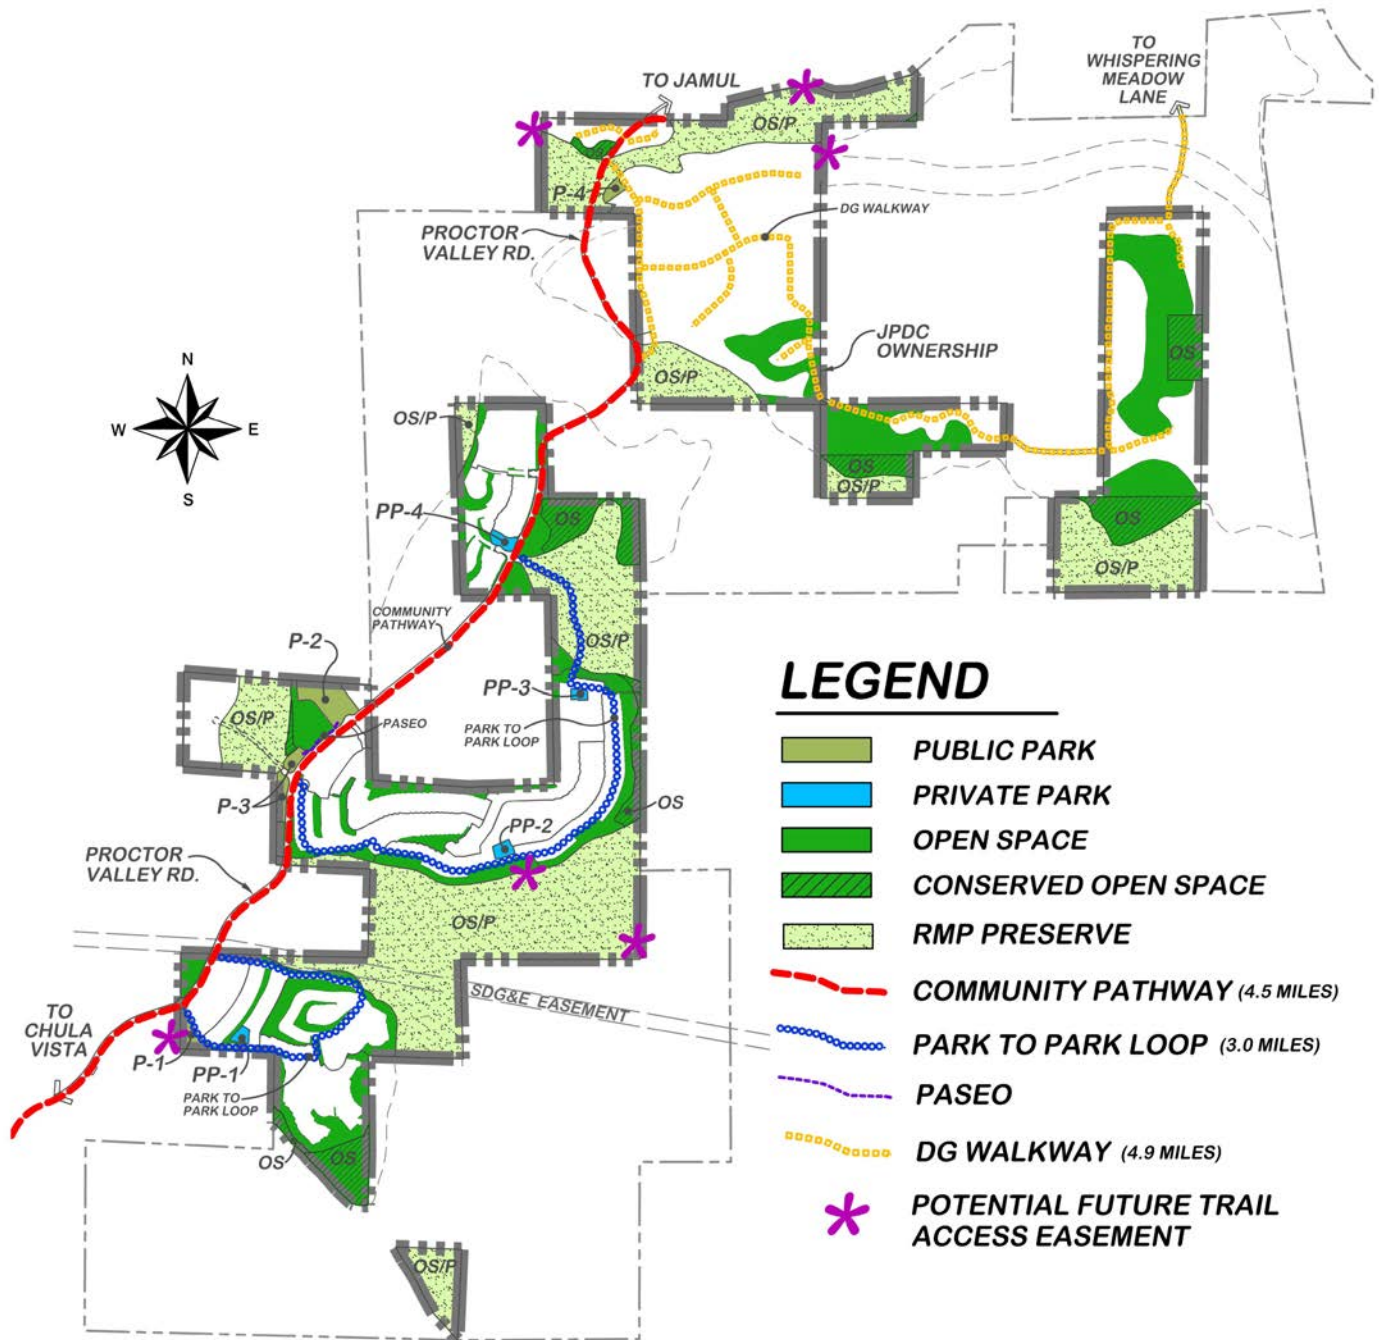 TO
WHISPERING
MEADOW
LANE
TO JAMUL
OS/P
P-4
DG WALKWAY
PROCTOR
VALLEY RD.
JPDC
OWNERSHIP
OS
OS/P
N
W E
S
OS/P
OS
OS/P
PP-4
OS
OS
OS/P
COMMUNITY
PATHWAY
OS/P
P-2
PP-3
OS/P
PASEO
PARK TO
PARK LOOP
P-3
OS
PP-2
PROCTOR
VALLEY RD.
OS/P
SDG&E EASEMENT
TO
CHULA
VISTA
P-1
PP-1
PARK TO
PARK LOOP
OS
OS
OS/P
LEGEND
PUBLIC PARK
PRIVATE PARK
OPEN SPACE
CONSERVED OPEN SPACE
RMP PRESERVE
COMMUNITY PATHWAY (4.5 MILES)
PARK TO PARK LOOP (3.0 MILES)
PASEO
DG WALKWAY (4.9 MILES)
POTENTIAL FUTURE TRAIL
ACCESS EASEMENT